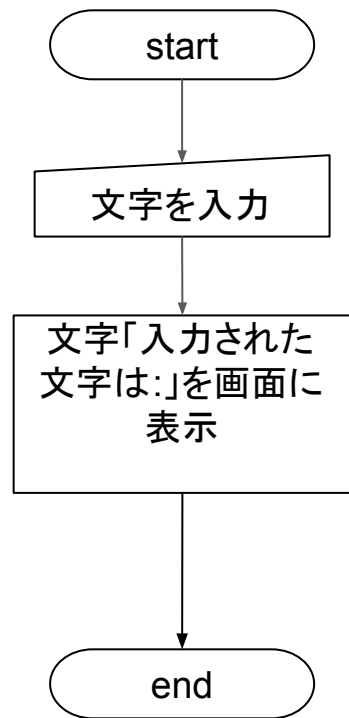 start
文字を入力
文字「入力された
文字は:」を画面に
表示
end